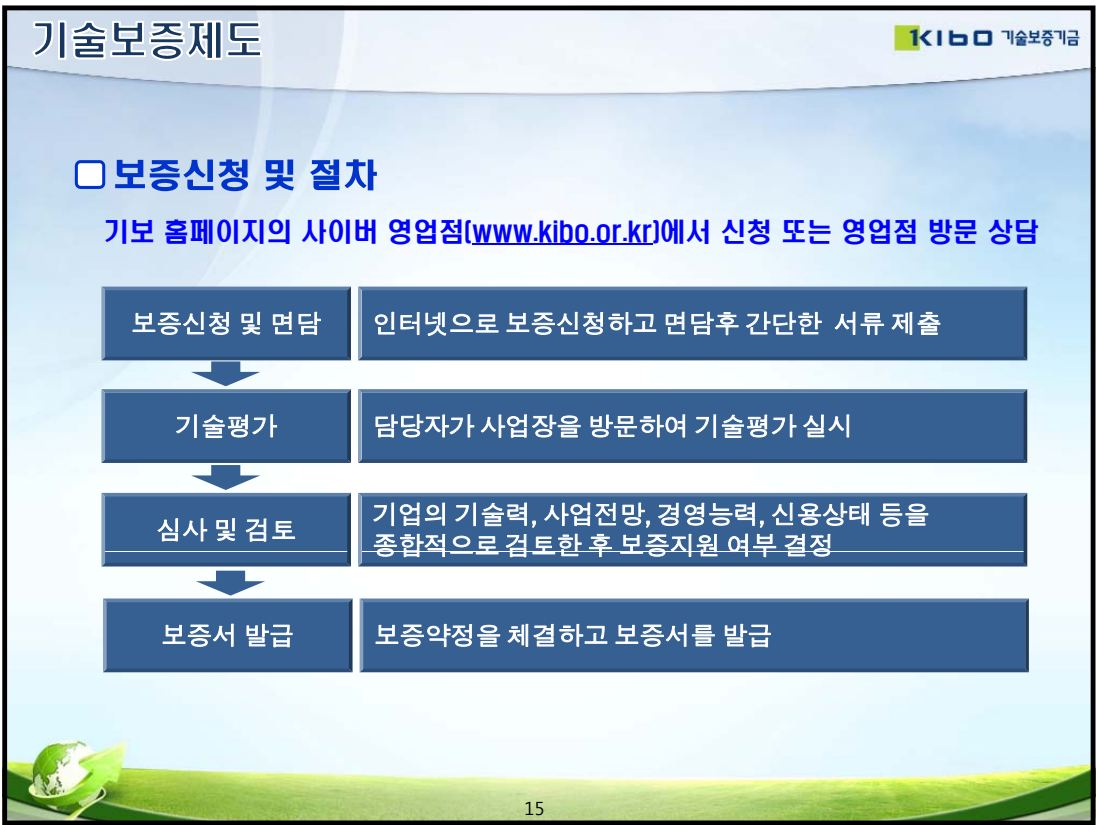 기술보증제도
KIBO 기술보증기금
보증신청 및 절차
기보 홈페이지의 사이버 영업점(www.kibo.or.kr)에서 신청 또는 영업점 방문 상담
보증신청 및 면담
인터넷으로 보증신청하고 면담후 간단한 서류 제출
기술평가
담당자가 사업장을 방문하여 기술평가 실시
심사 및 검토
기업의 기술력, 사업전망, 경영능력, 신용상태 등을
종합적으로 검토한 후 보증지원 여부 결정
보증서 발급
보증약정을 체결하고 보증서를 발급
15